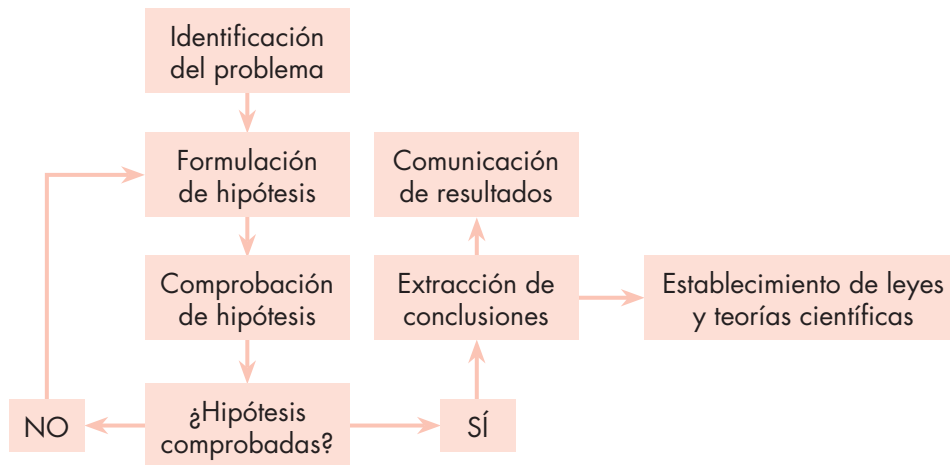 Identificación
del problema
Formulación
de hipótesis
Comprobación
de hipótesis
¿Hipótesis
comprobadas?
NO
SÍ
Extracción de
conclusiones
Comunicación
de resultados
Establecimiento de leyes
y teorías científicas